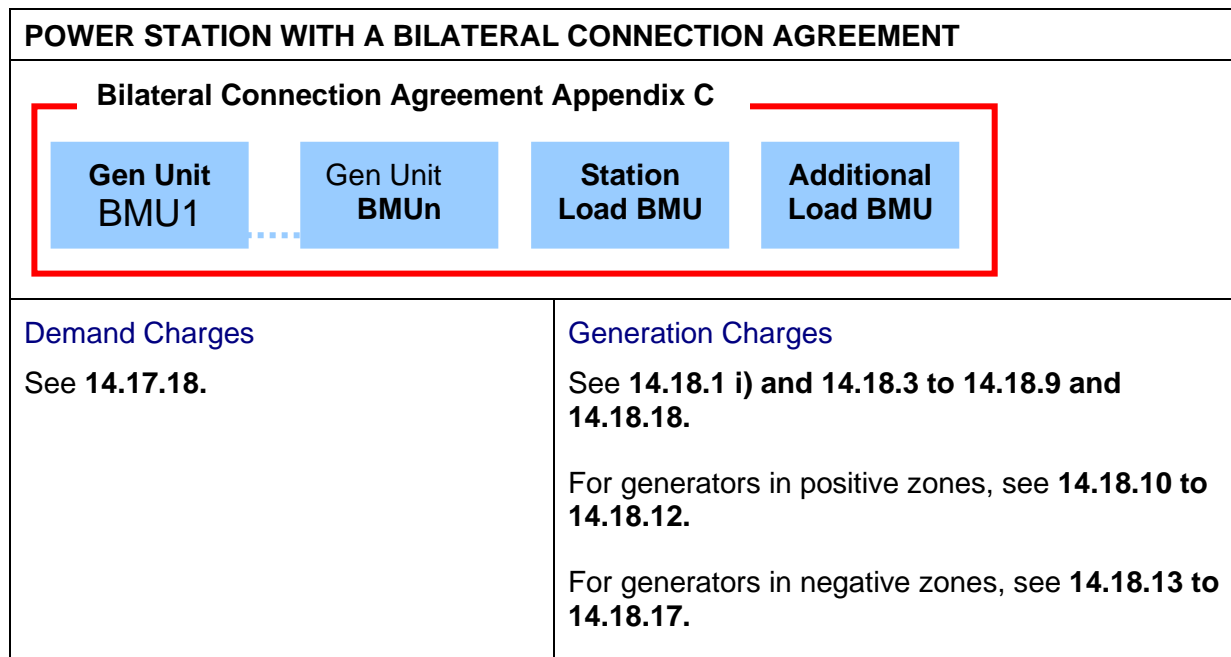 POWER STATION WITH A BILATERAL CONNECTION AGREEMENT
Bilateral Connection Agreement Appendix C
Gen Unit
BMU1
Gen Unit
BMUn
Station
Load BMU
Additional
Load BMU
Demand Charges
See 14.17.18.
Generation Charges
See 14.18.1 i) and 14.18.3 to 14.18.9 and
14.18.18.
For generators in positive zones, see 14.18.10 to
14.18.12.
For generators in negative zones, see 14.18.13 to
14.18.17.